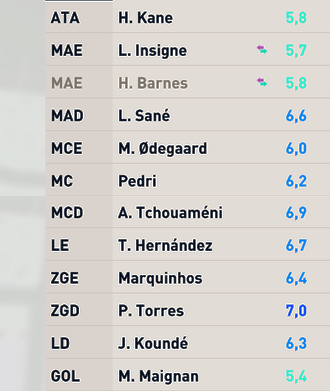 ATA H. Kane 5,8
MAE L. Insigne 5,7
MAE H. Barnes 5,8
MAD L. Sané 6,6
MCE M. Ødegaard 6,0
MC Pedri 6,2
MCD A. Tchouaméni 6,9
LE T. Hernández 6,7
ZGE Marquinhos 6,4
ZGD P. Torres 7,0
LD J. Koundé 6,3
GOL M. Maignan 5,4